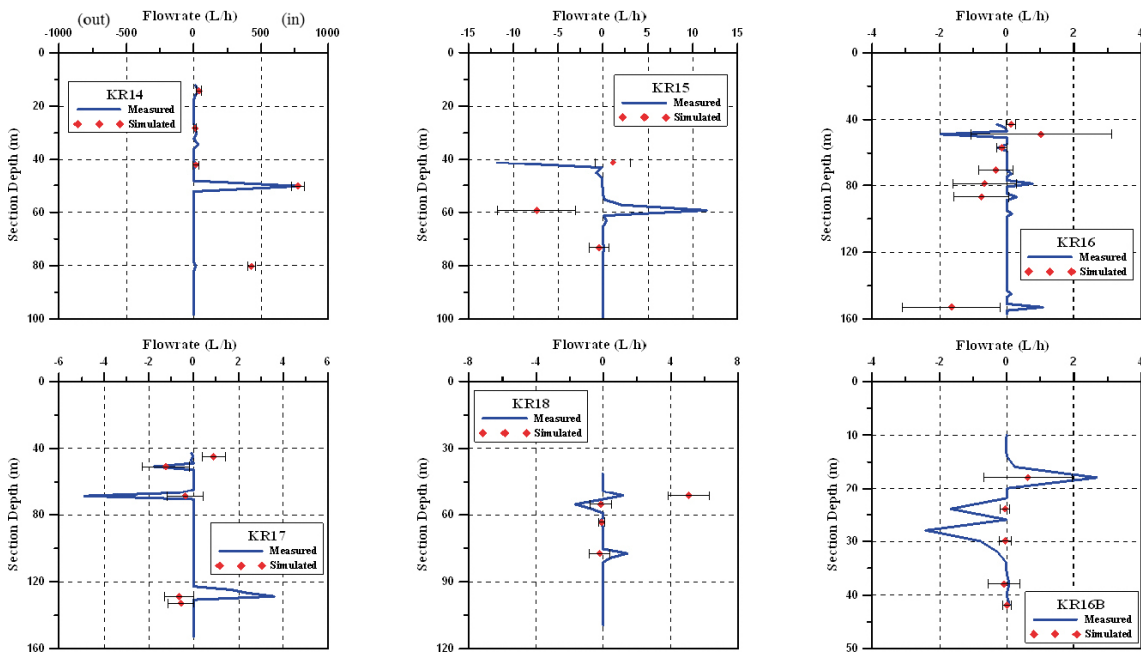 Flowrate (L/h) Flowrate (L/h) Flowrate (L/h)
(out) (in)
-1000 -500 0 500 1000 -15 -10 -5 0 5 10 15 -4 -2 0 2 4
Section Depth (m)
0
20
40
60
80
100
KR14
Measured
Simulated
Section Depth (m)
0
20
40
60
80
100
KR15
Measured
Simulated
Section Depth (m)
0
40
80
120
160
KR16
Measured
Simulated
Flowrate (L/h) Flowrate (L/h) Flowrate (L/h)
-6 -4 -2 0 2 4 6 -8 -4 0 4 8 -4 -2 0 2 4
Section Depth (m)
0
40
80
120
160
KR17
Measured
Simulated
Section Depth (m)
0
30
60
90
120
KR18
Measured
Simulated
Section Depth (m)
0
10
20
30
40
50
KR16B
Measured
Simulated